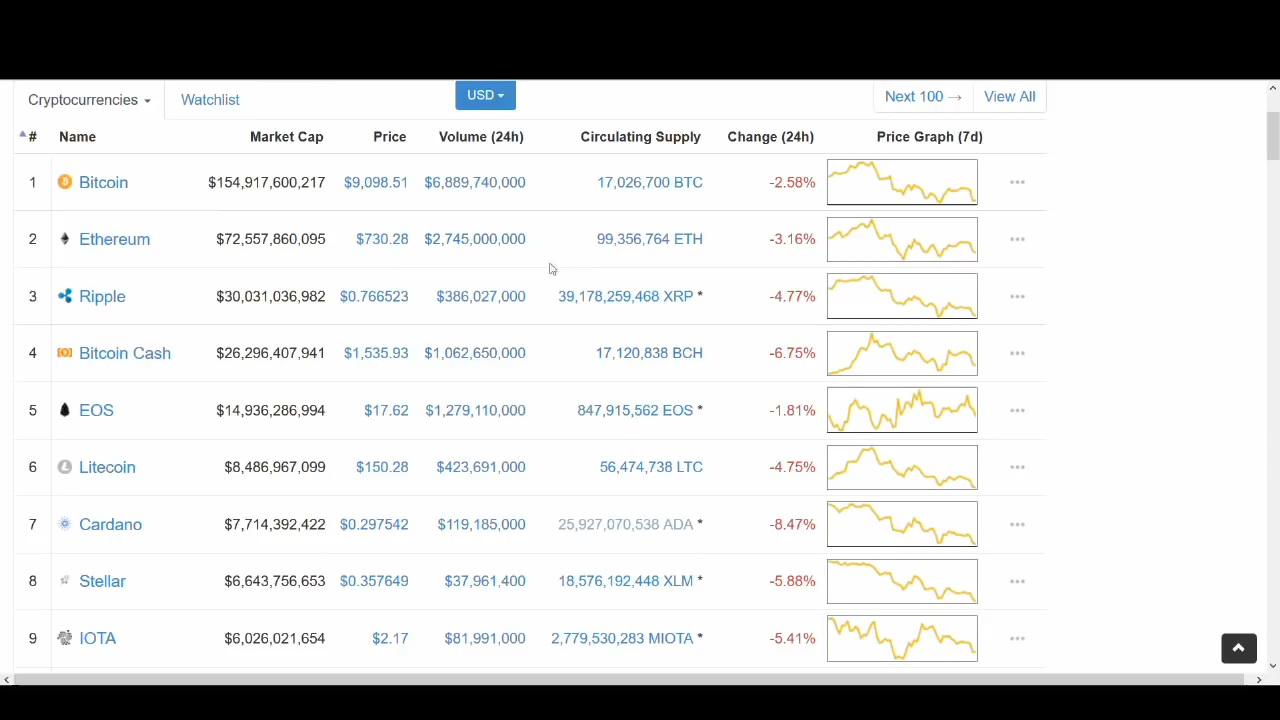 Cryptocurrencies Watchlist USD Next 100 → View All
# Name Market Cap Price Volume (24h) Circulating Supply Change (24h) Price Graph (7d)
1 Bitcoin $154,917,600,217 $9,098.51 $6,889,740,000 17,026,700 BTC -2.58%
2 Ethereum $72,557,860,095 $730.28 $2,745,000,000 99,356,764 ETH -3.16%
3 Ripple $30,031,036,982 $0.766523 $386,027,000 39,178,259,468 XRP * -4.77%
4 Bitcoin Cash $26,296,407,941 $1,535.93 $1,062,650,000 17,120,838 BCH -6.75%
5 EOS $14,936,286,994 $17.62 $1,279,110,000 847,915,562 EOS * -1.81%
6 Litecoin $8,486,967,099 $150.28 $423,691,000 56,474,738 LTC -4.75%
7 Cardano $7,714,392,422 $0.297542 $119,185,000 25,927,070,538 ADA * -8.47%
8 Stellar $6,643,756,653 $0.357649 $37,961,400 18,576,192,448 XLM * -5.88%
9 IOTA $6,026,021,654 $2.17 $81,991,000 2,779,530,283 MIOTA * -5.41%